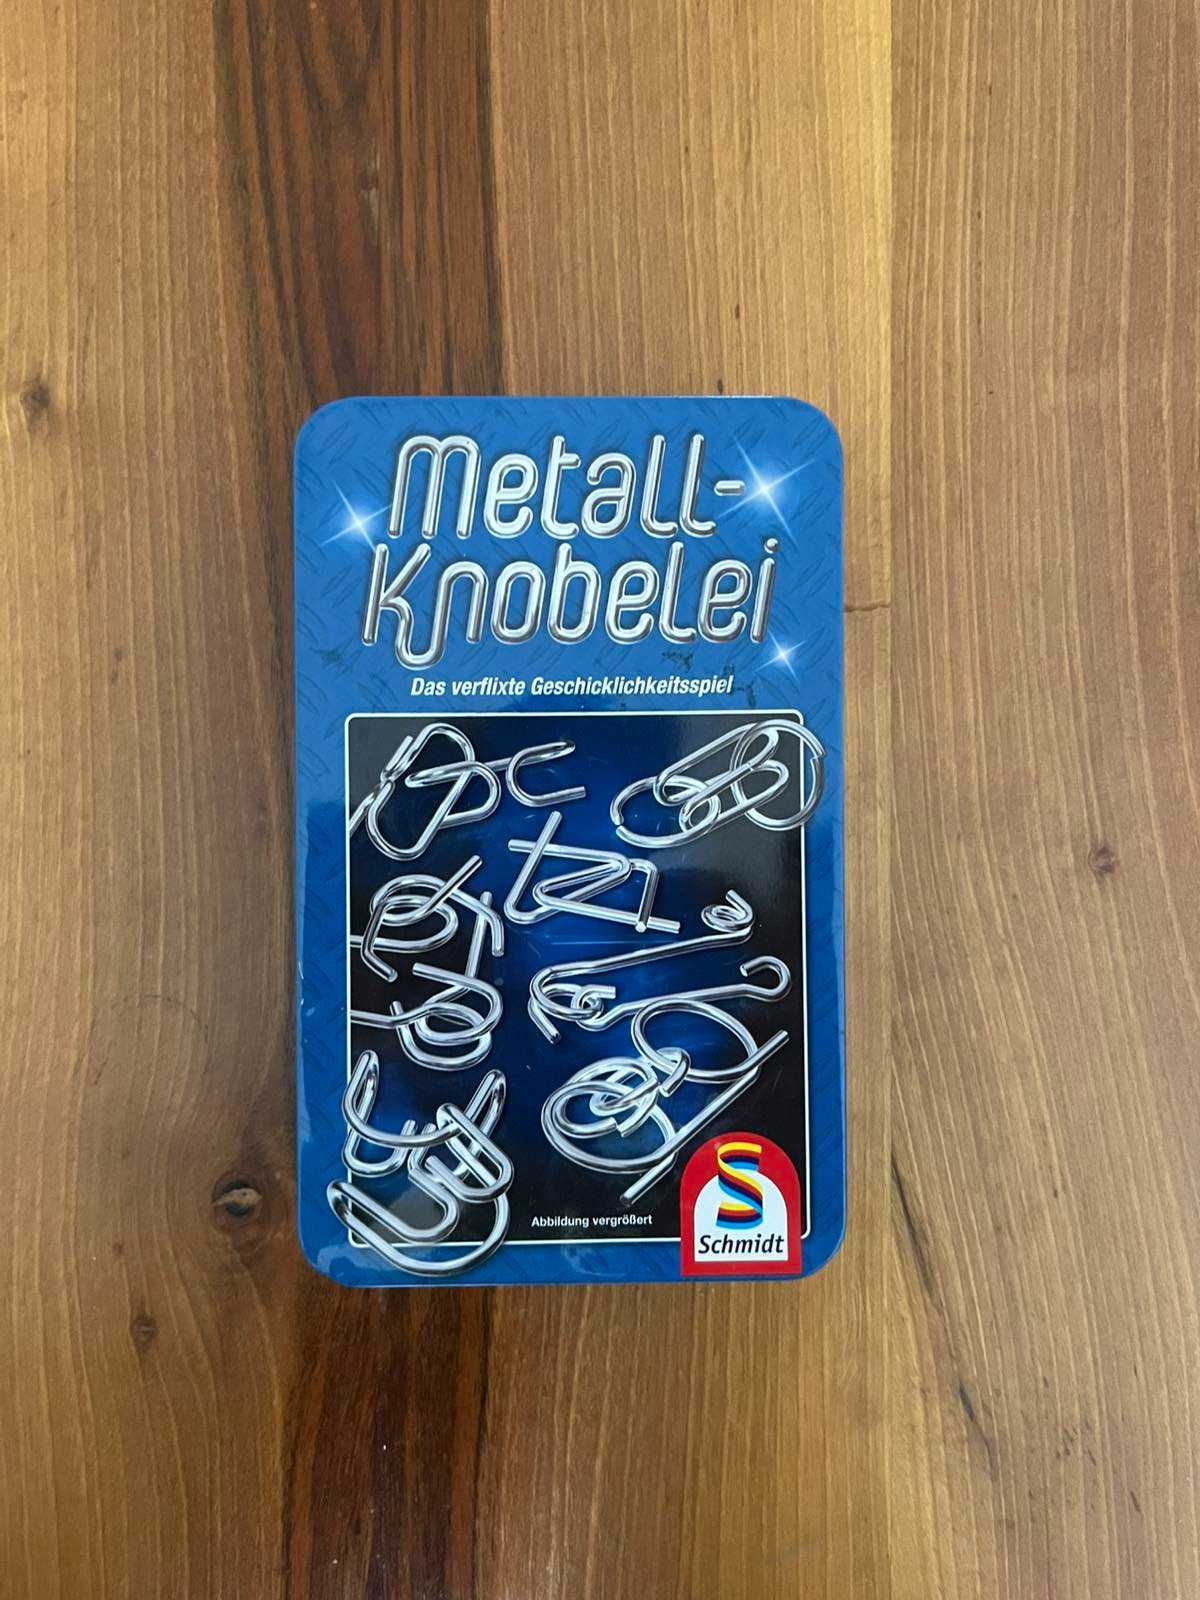 Metall-
Knobelei
Das verflixte Geschicklichkeitsspiel
Abbildung vergrößert
Schmidt